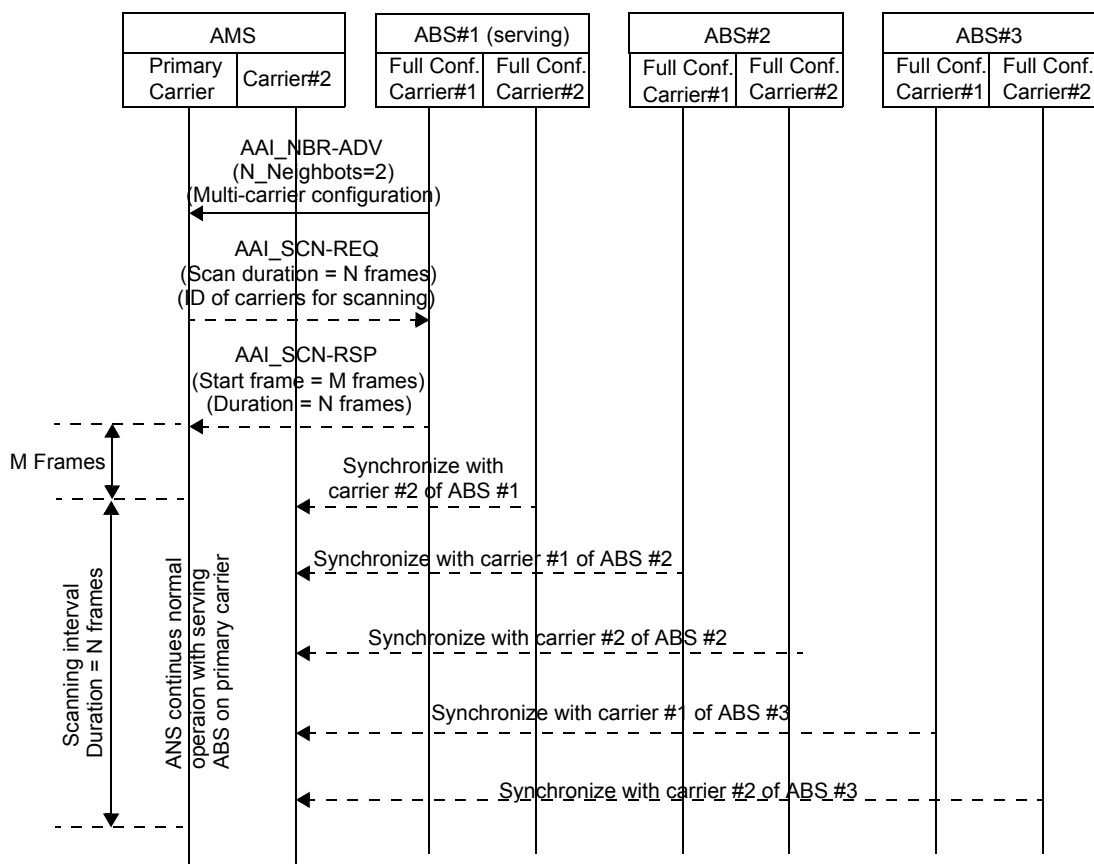 AMS
ABS#1 (serving)
ABS#2
ABS#3
Primary
Carrier
Carrier#2
Full Conf.
Carrier#1
Full Conf.
Carrier#2
Full Conf.
Carrier#1
Full Conf.
Carrier#2
Full Conf.
Carrier#1
Full Conf.
Carrier#2
AAI_NBR-ADV
(N_Neighbots=2)
(Multi-carrier configuration)
AAI_SCN-REQ
(Scan duration = N frames)
(ID of carriers for scanning)
AAI_SCN-RSP
(Start frame = M frames)
(Duration = N frames)
M Frames
Synchronize with
carrier #2 of ABS #1
Synchronize with carrier #1 of ABS #2
Synchronize with carrier #2 of ABS #2
Synchronize with carrier #1 of ABS #3
Synchronize with carrier #2 of ABS #3
Scanning interval
Duration = N frames
ANS continues normal
operaion with serving
ABS on primary carrier